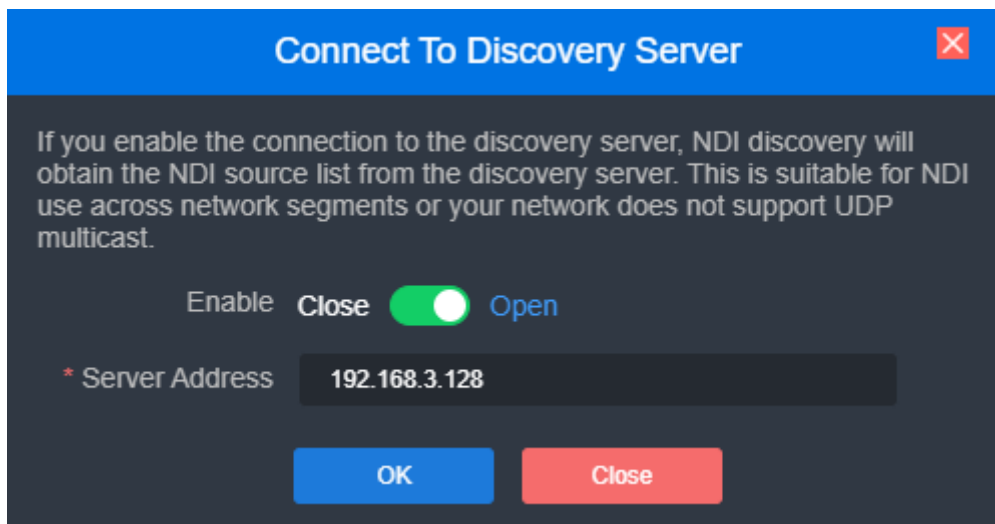 Connect To Discovery Server
If you enable the connection to the discovery server, NDI discovery will
obtain the NDI source list from the discovery server. This is suitable for NDI
use across network segments or your network does not support UDP
multicast.
Enable Close Open
* Server Address 192.168.3.128
OK Close